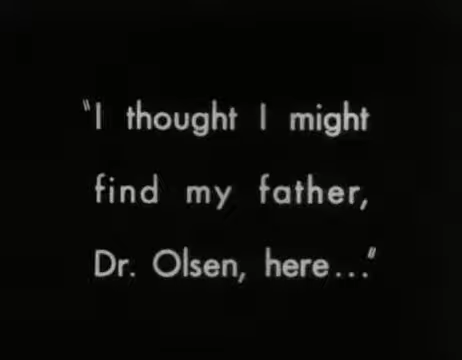 "I thought I might
find my father,
Dr. Olsen, here..."